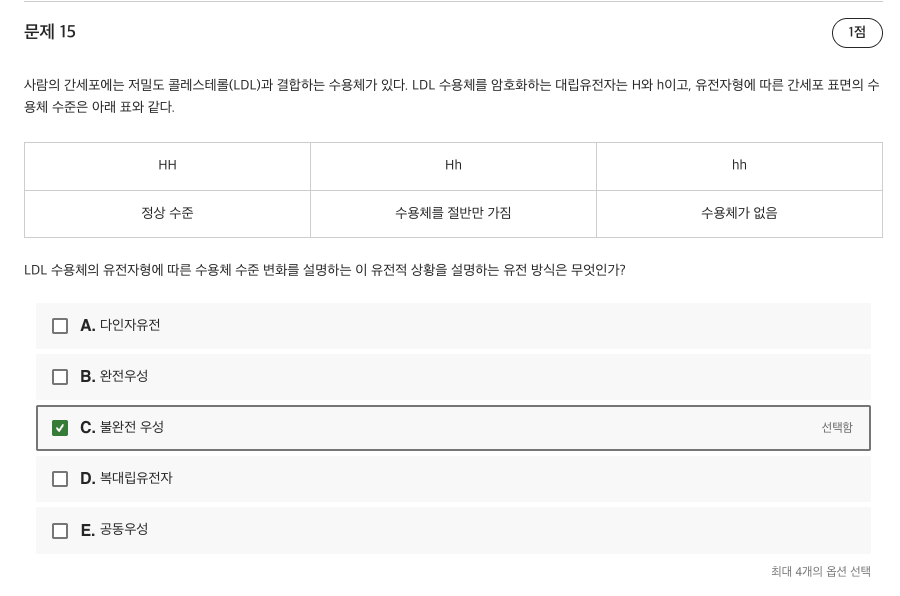 문제 15
1점
사람의 간세포에는 저밀도 콜레스테롤(LDL)과 결합하는 수용체가 있다. LDL 수용체를 암호화하는 대립유전자는 H와 h이고, 유전자형에 따른 간세포 표면의 수
용체 수준은 아래 표와 같다.
HH Hh hh
정상 수준 수용체를 절반만 가짐 수용체가 없음
LDL 수용체의 유전자형에 따른 수용체 수준 변화를 설명하는 이 유전적 상황을 설명하는 유전 방식은 무엇인가?
A. 다인자유전
B. 완전우성
C. 불완전 우성 선택함
D. 복대립유전자
E. 공동우성
최대 4개의 옵션 선택